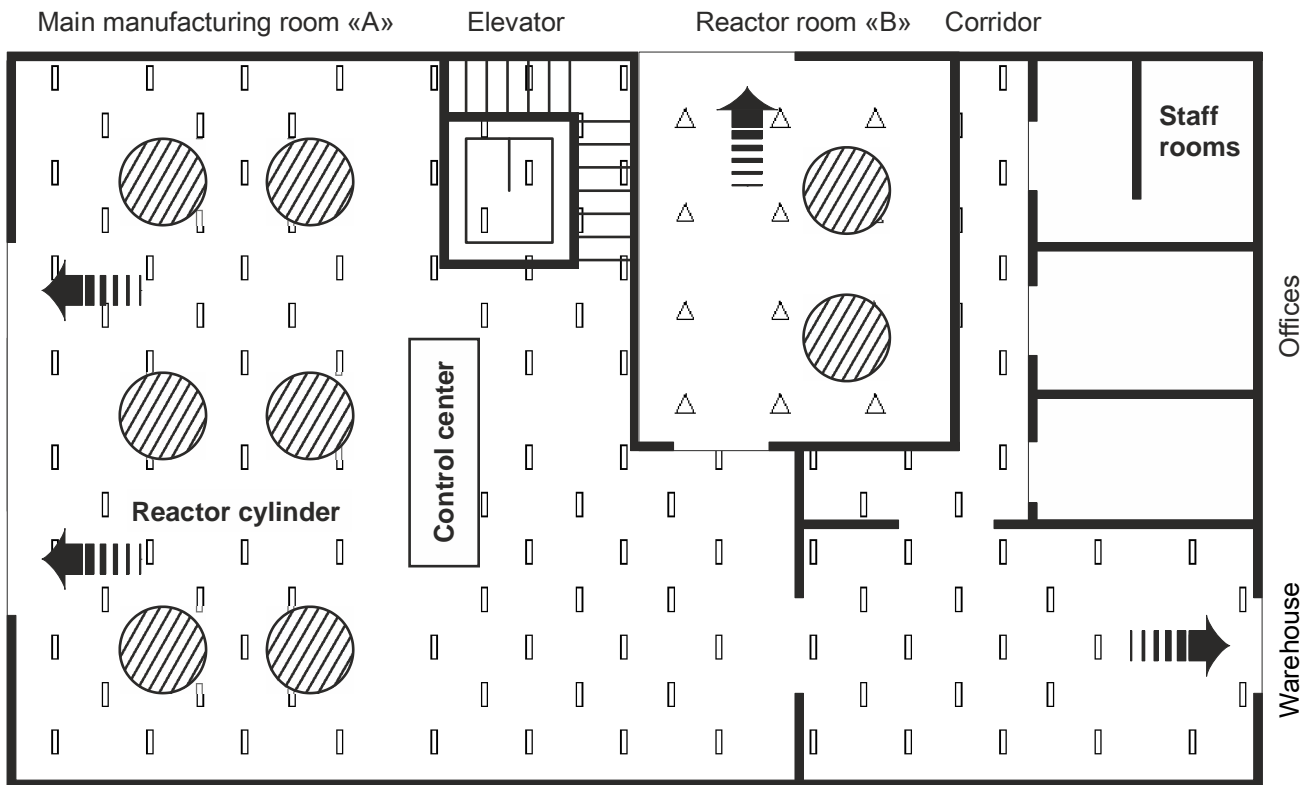 Main manufacturing room «A»
Elevator
Reactor room «B»
Corridor
Staff
rooms
Offices
Control center
Reactor cylinder
Warehouse